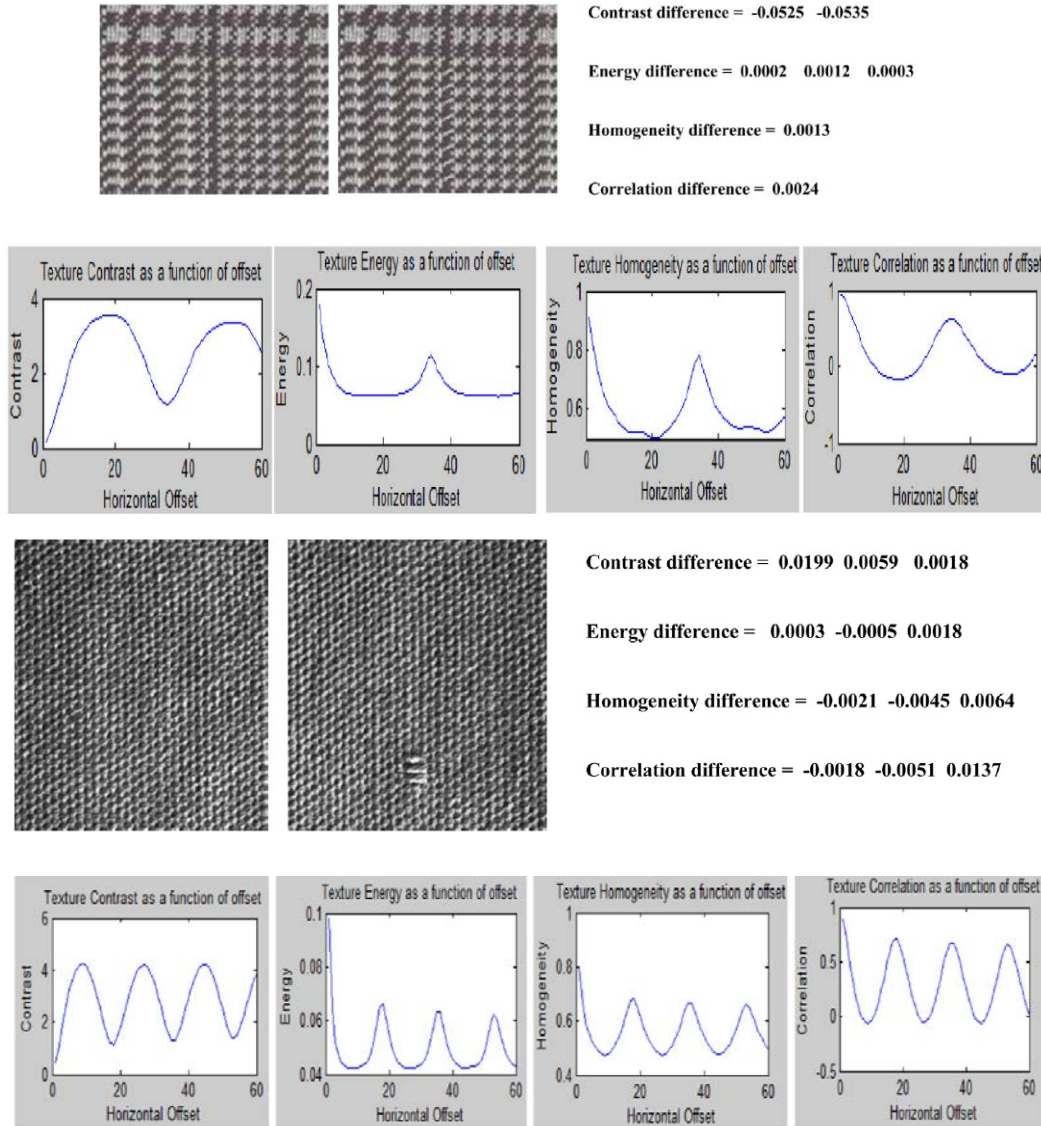 Contrast difference = -0.0525 -0.0535
Energy difference = 0.0002 0.0012 0.0003
Homogeneity difference = 0.0013
Correlation difference = 0.0024
Texture Contrast as a function of offset
4
2
0
0 20 40 60
Contrast
Horizontal Offset
Texture Energy as a function of offset
0.2
0.1
0
0 20 40 60
Energy
Horizontal Offset
Texture Homogeneity as a function of offset
1
0.8
0.6
0 20 40 60
Homogeneity
Horizontal Offset
Texture Correlation as a function of offset
1
0
-1
0 20 40 60
Correlation
Horizontal Offset
Contrast difference = 0.0199 0.0059 0.0018
Energy difference = 0.0003 -0.0005 0.0018
Homogeneity difference = -0.0021 -0.0045 0.0064
Correlation difference = -0.0018 -0.0051 0.0137
Texture Contrast as a function of offset
6
4
2
0
0 20 40 60
Contrast
Horizontal Offset
Texture Energy as a function of offset
0.1
0.08
0.06
0.04
0 20 40 60
Energy
Horizontal Offset
Texture Homogeneity as a function of offset
1
0.8
0.6
0.4
0 20 40 60
Homogeneity
Horizontal Offset
Texture Correlation as a function of offset
1
0.5
0
-0.5
0 20 40 60
Correlation
Horizontal Offset